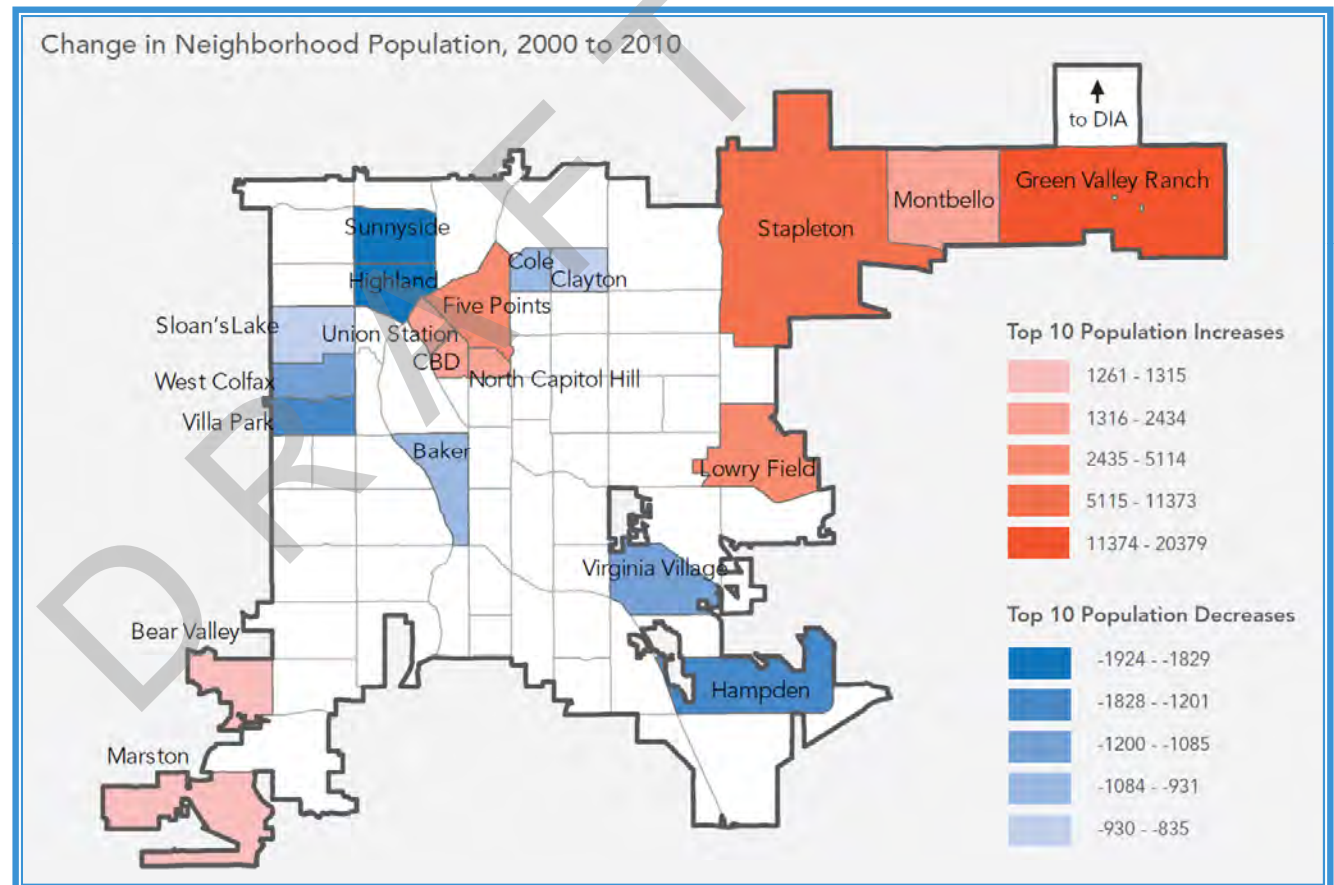 Change in Neighborhood Population, 2000 to 2010
DRAFT
to DIA
Green Valley Ranch
Montbello
Stapleton
Sunnyside
Cole
Clayton
Highland
Five Points
Sloan'sLake
Union Station
CBD
North Capitol Hill
West Colfax
Villa Park
Baker
Lowry Field
Virginia Village
Bear Valley
Hampden
Marston
Top 10 Population Increases
1261 - 1315
1316 - 2434
2435 - 5114
5115 - 11373
11374 - 20379
Top 10 Population Decreases
-1924 - -1829
-1828 - -1201
-1200 - -1085
-1084 - -931
-930 - -835